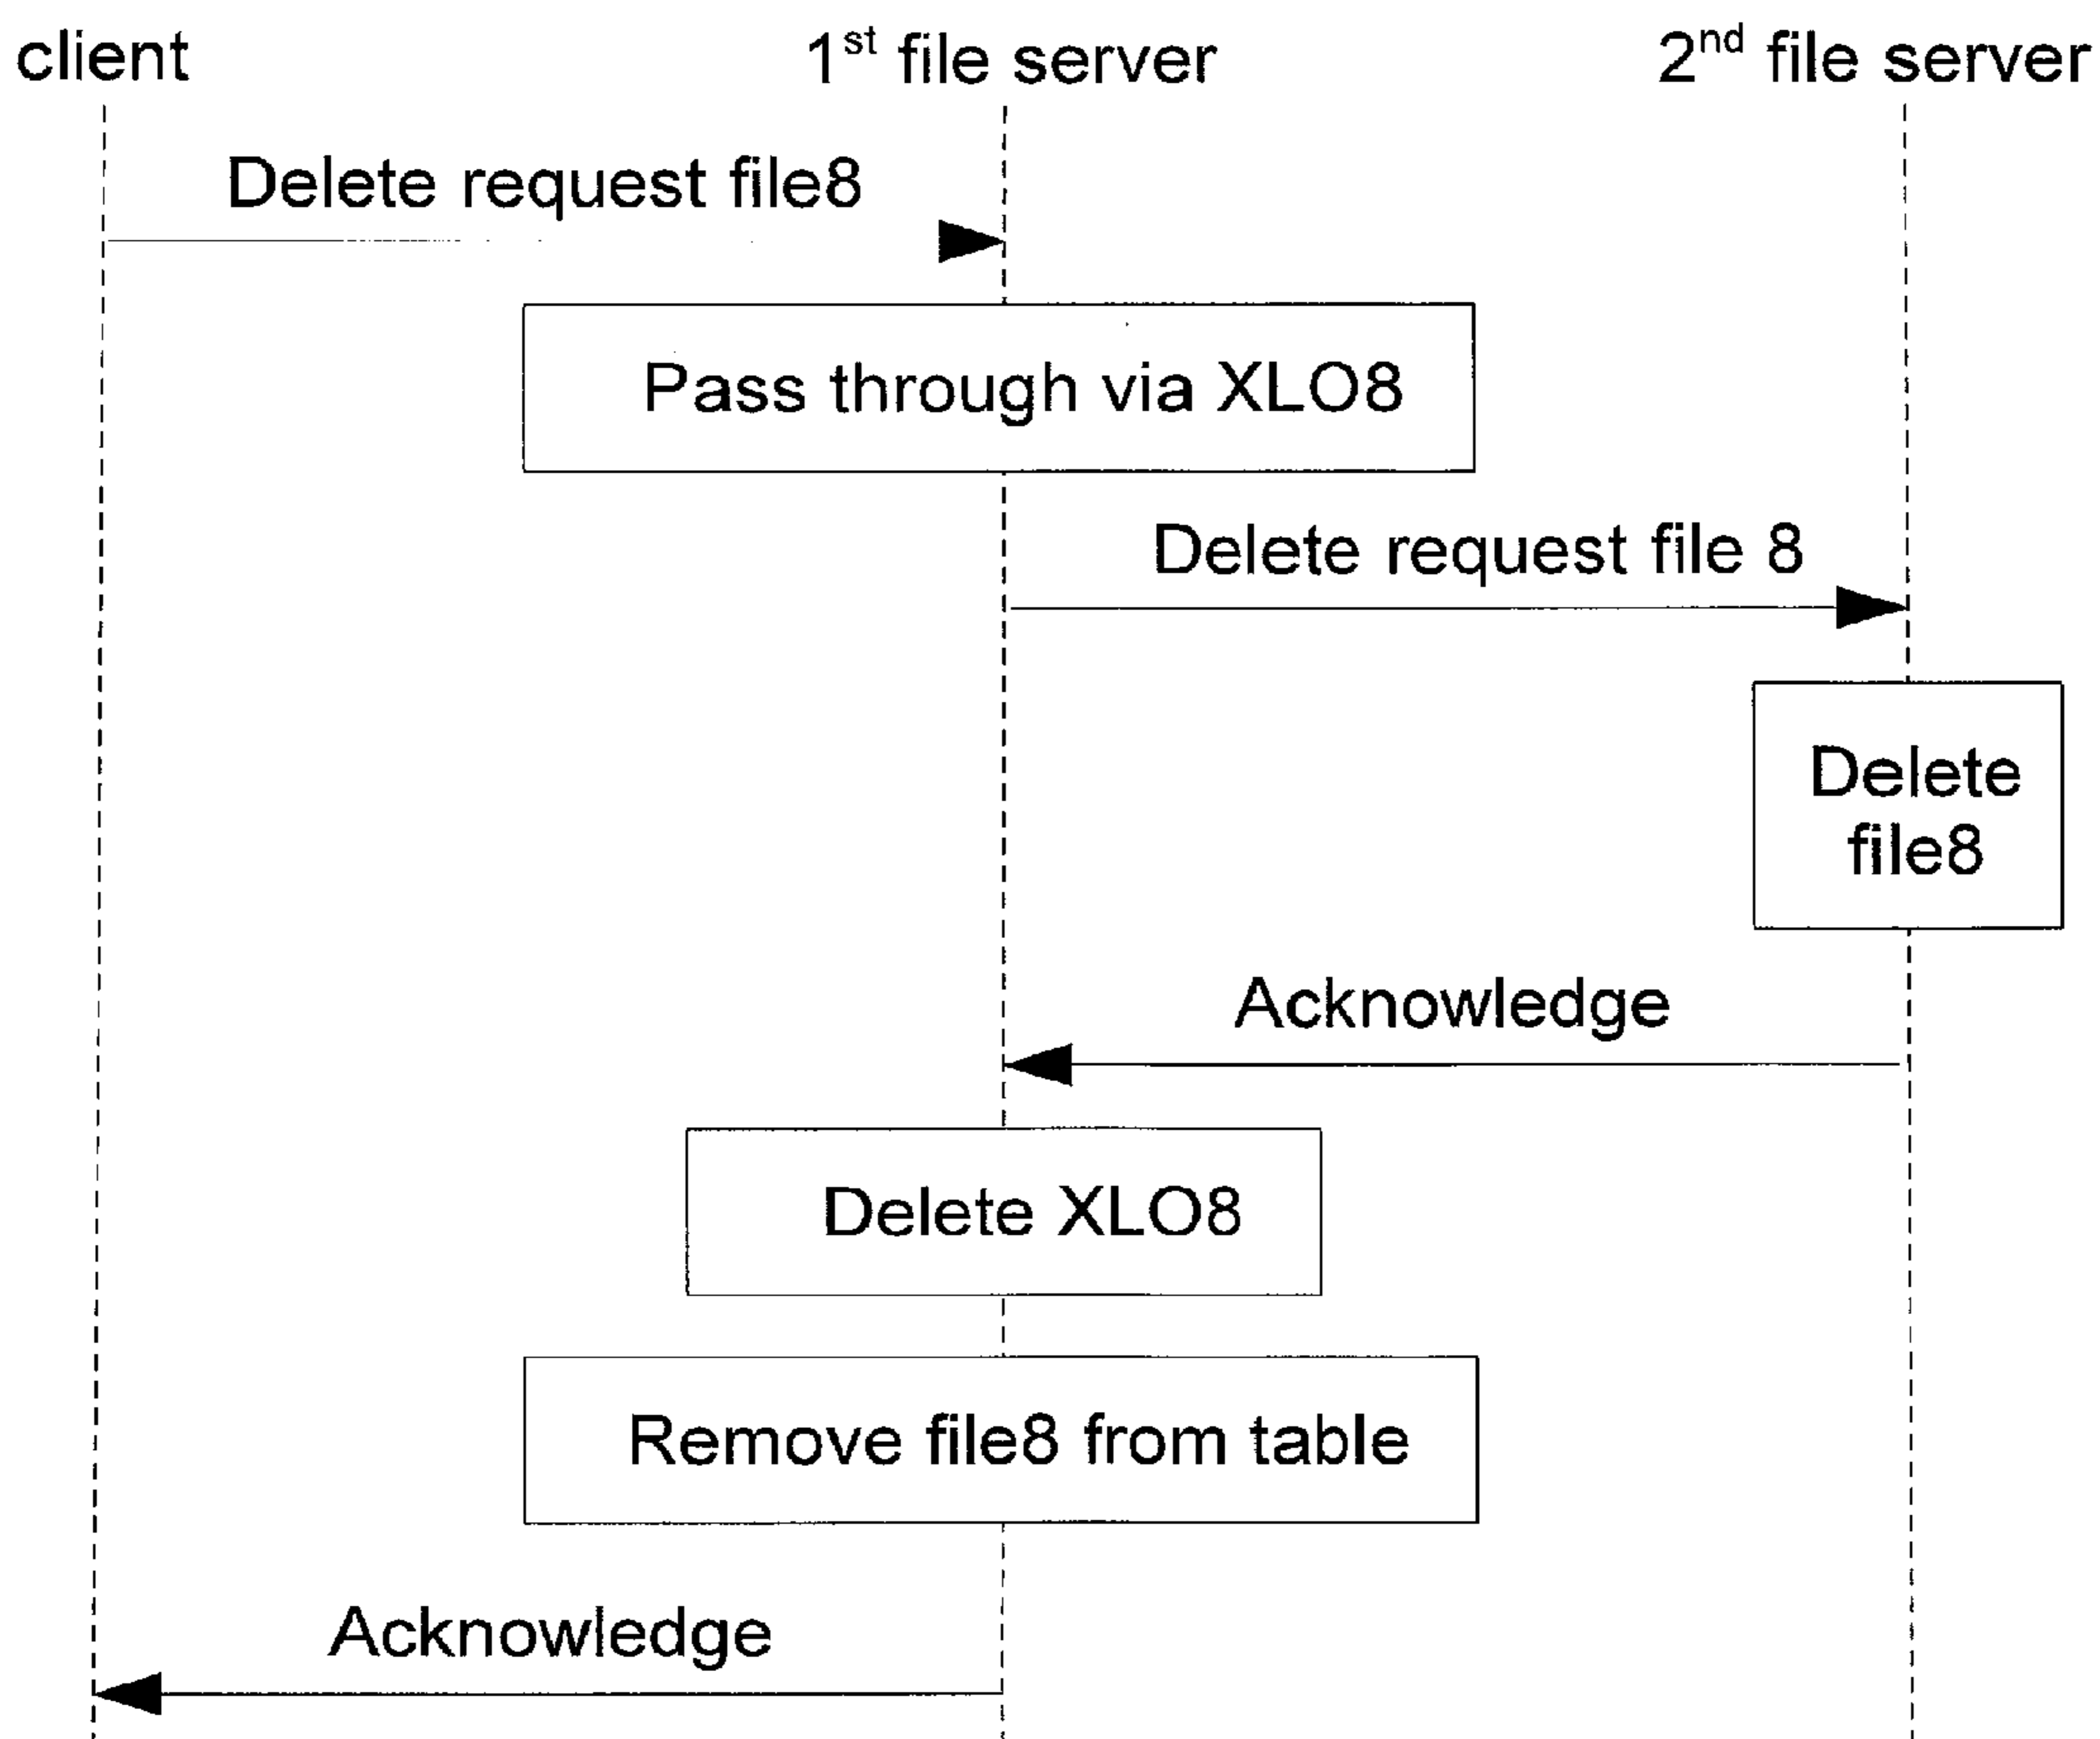 client
1st file server
2nd file server
Delete request file8
Pass through via XLO8
Delete request file 8
Delete
file8
Acknowledge
Delete XLO8
Remove file8 from table
Acknowledge